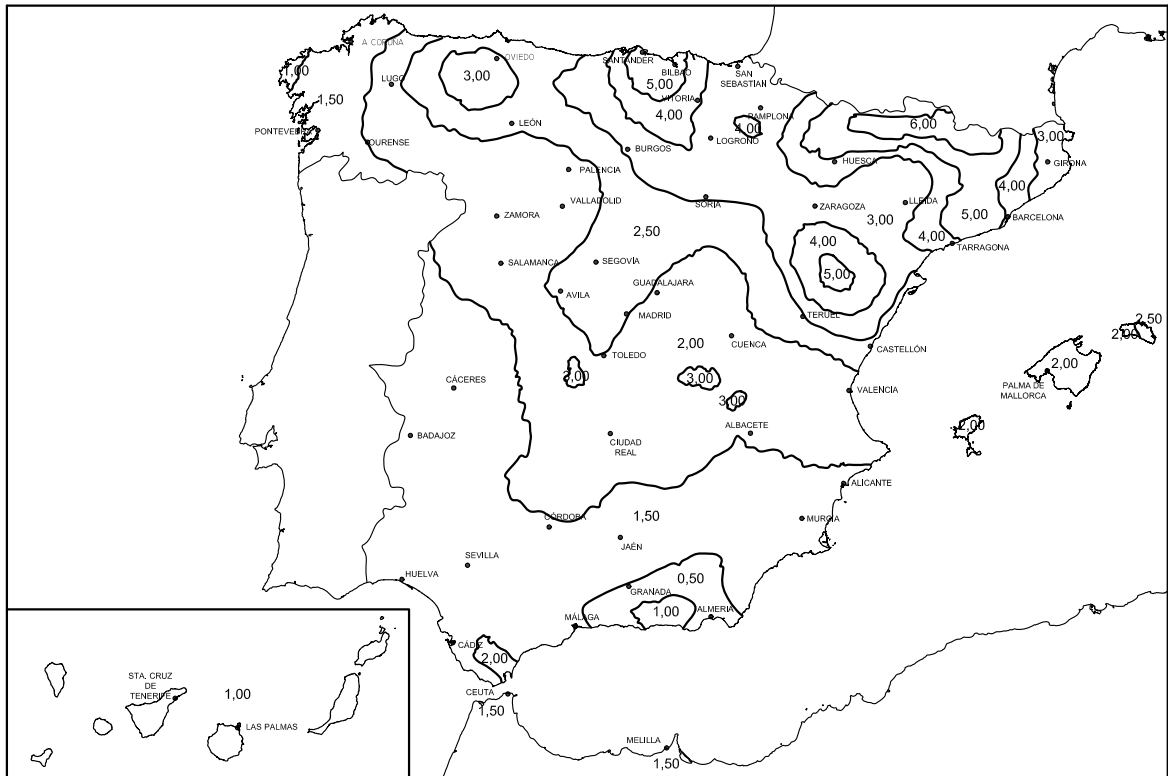 A CORUÑA
OVIEDO
SANTANDER
BILBAO
SAN
SEBASTIÁN
1,00
LUGO
3,00
5,00
VITORIA
1,50
4,00
PAMPLONA
6,00
PONTEVEDRA
LEÓN
4,00
LOGROÑO
3,00
OURENSE
BURGOS
HUESCA
GIRONA
PALENCIA
4,00
VALLADOLID
SORIA
ZARAGOZA
LLEIDA
ZAMORA
3,00
5,00
BARCELONA
2,50
4,00
4,00
TARRAGONA
SALAMANCA
SEGOVÍA
5,00
GUADALAJARA
AVILA
MADRID
TERUEL
2,50
2,00
2,00
CUENCA
CASTELLÓN
TOLEDO
2,00
3,00
3,00
CÁCERES
VALENCIA
PALMA DE
MALLORCA
3,00
BADAJOZ
ALBACETE
2,00
CIUDAD
REAL
ALICANTE
1,50
CÓRDOBA
MURCIA
JAÉN
SEVILLA
HUELVA
0,50
GRANADA
1,00
ALMERÍA
MÁLAGA
CÁDIZ
2,00
STA. CRUZ
DE
TENERIFE
1,00
CEUTA
1,50
LAS PALMAS
MELILLA
1,50